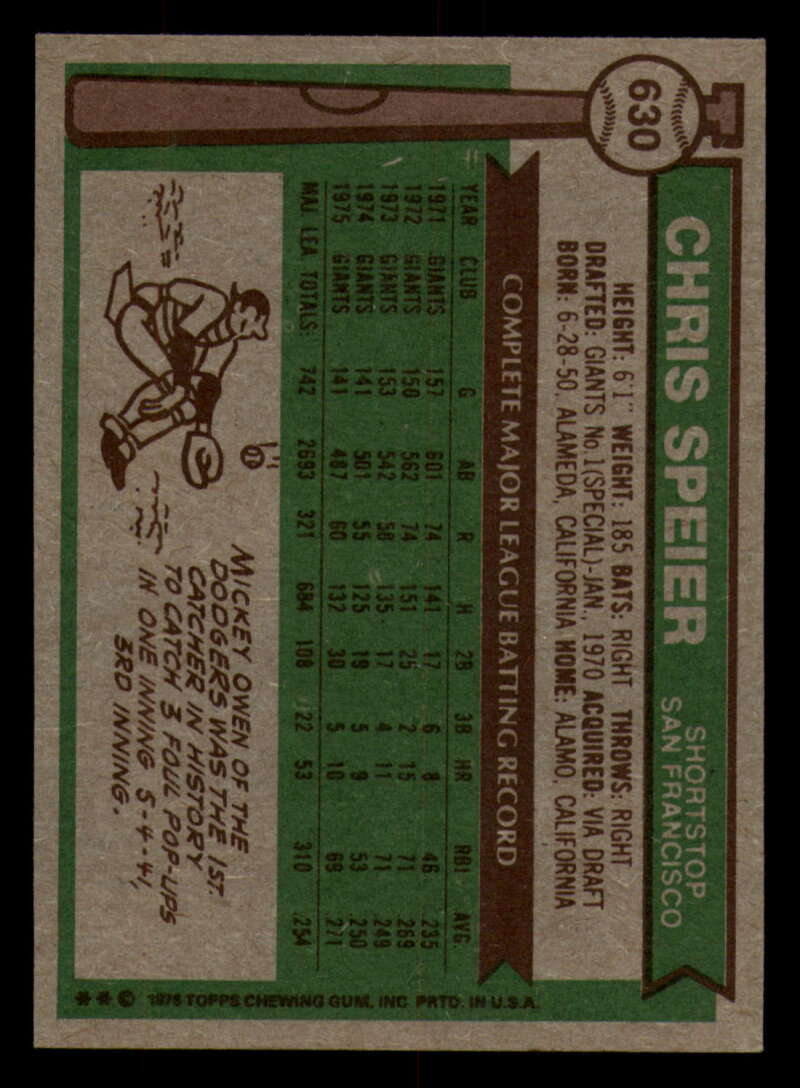 630
CHRIS SPEIER
SHORTSTOP
SAN FRANCISCO
HEIGHT: 6'1" WEIGHT: 185 BATS: RIGHT THROWS: RIGHT
DRAFTED: GIANTS No. 1 (SPECIAL)-JAN., 1970 ACQUIRED: VIA DRAFT
BORN: 6-28-50, ALAMEDA, CALIFORNIA HOME: ALAMO, CALIFORNIA
COMPLETE MAJOR LEAGUE BATTING RECORD
YEAR CLUB G AB R H 2B 3B HR RBI AVG.
1971 GIANTS 157 601 74 141 17 6 8 46 .235
1972 GIANTS 150 562 74 151 25 2 15 71 .269
1973 GIANTS 153 542 58 135 17 4 11 71 .249
1974 GIANTS 141 501 55 125 19 5 9 53 .250
1975 GIANTS 141 487 60 132 30 5 10 69 .271
MAJ. LEA. TOTALS: 742 2693 321 684 108 22 53 310 .254
MICKEY OWEN OF THE
DODGERS WAS THE 1ST.
CATCHER IN HISTORY
TO CATCH 3 FOUL POP-UPS
IN ONE INNING 5-4-41,
3RD INNING.
** © 1976 TOPPS CHEWING GUM, INC. PRTD. IN U.S.A.